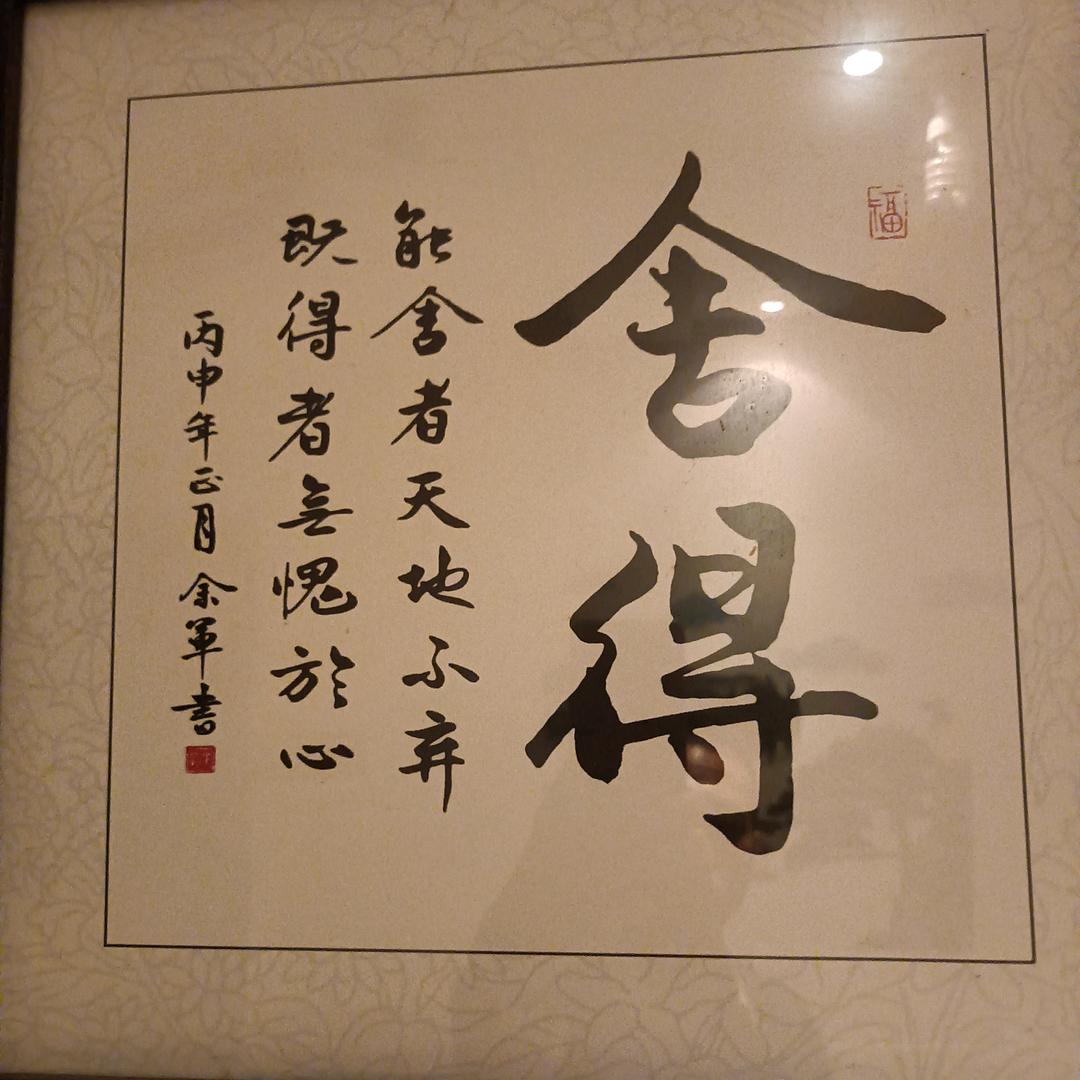 福
舍得
能舍者天地不弃
既得者無愧於心
丙申年正月余軍書